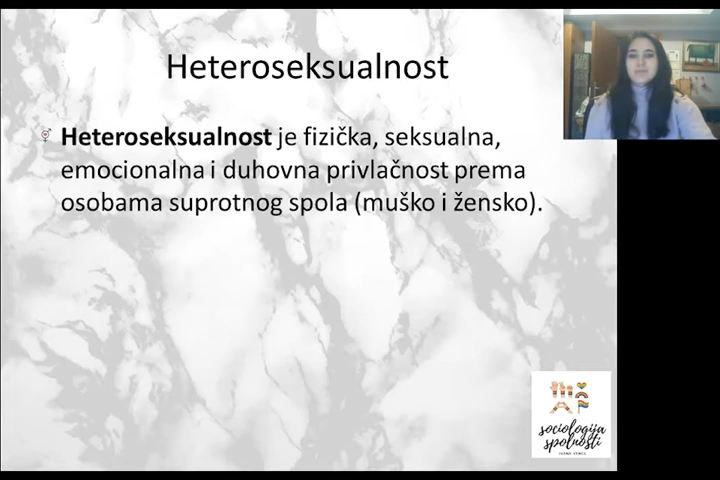 Heteroseksualnost
Heteroseksualnost je fizička, seksualna,
emocionalna i duhovna privlačnost prema
osobama suprotnog spola (muško i žensko).
sociologija
spolnosti